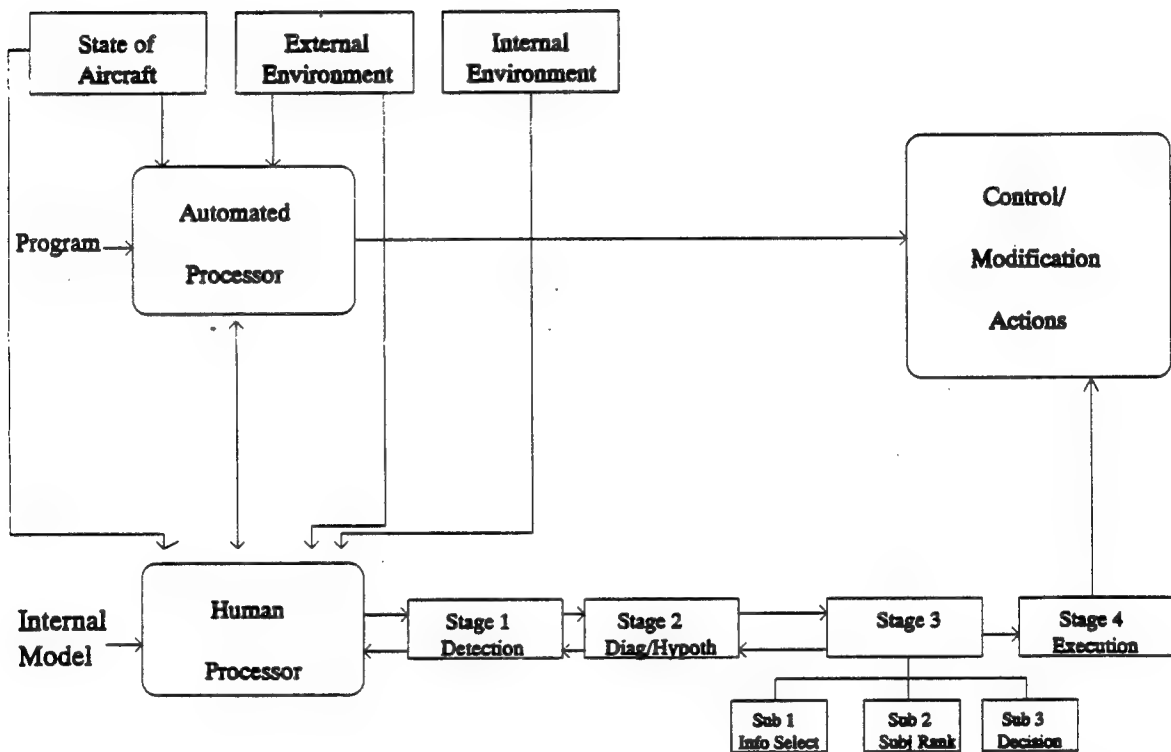 State of
Aircraft
External
Environment
Internal
Environment
Program
Automated
Processor
Control/
Modification
Actions
Internal
Model
Human
Processor
Stage 1
Detection
Stage 2
Diag/Hypoth
Stage 3
Stage 4
Execution
Sub 1
Info Select
Sub 2
Subj Rank
Sub 3
Decision